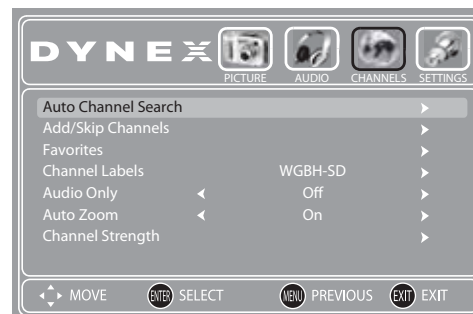 DYNEX
PICTURE AUDIO CHANNELS SETTINGS
Auto Channel Search
Add/Skip Channels
Favorites
Channel Labels WGBH-SD
Audio Only Off
Auto Zoom On
Channel Strength
MOVE ENTER SELECT MENU PREVIOUS EXIT EXIT